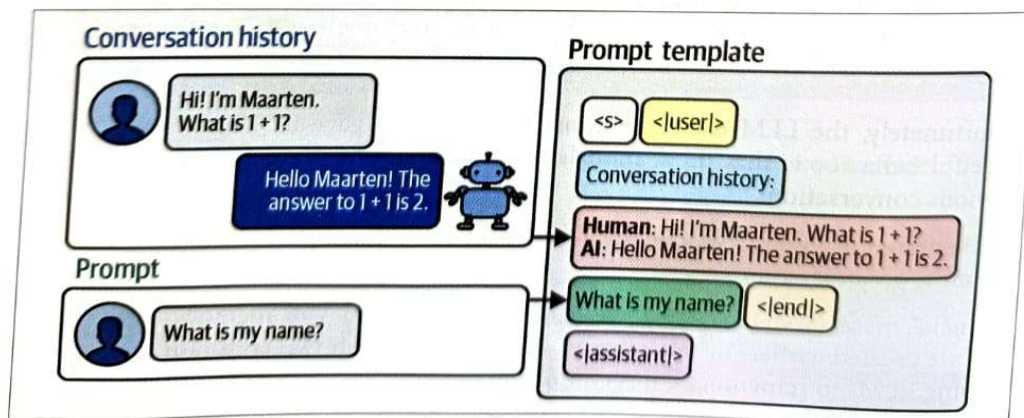 Conversation history
Hi! I'm Maarten.
What is 1 + 1?
Hello Maarten! The
answer to 1 + 1 is 2.
Prompt
What is my name?
Prompt template
<s> <|user|>
Conversation history:
Human: Hi! I'm Maarten. What is 1 + 1?
AI: Hello Maarten! The answer to 1 + 1 is 2.
What is my name? <|end|>
<|assistant|>